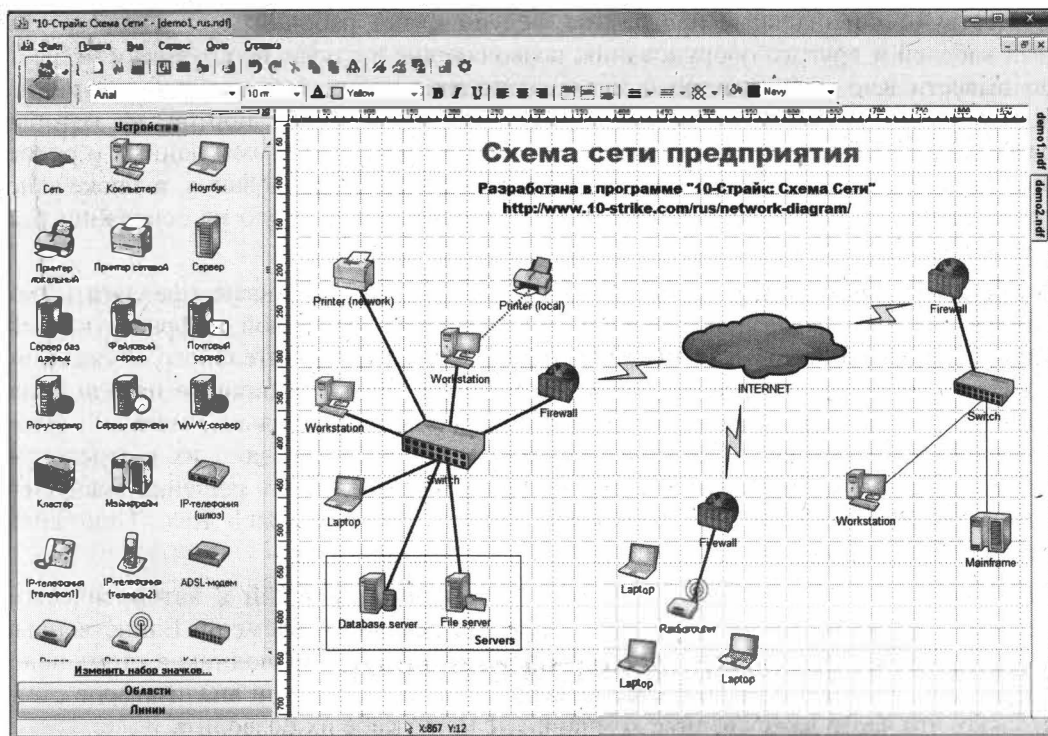 "10-Страйк: Схема Сети" - [demo1_rus.ndf]
Файл Правка Вид Сервис Окно Справка
Arial 10 пт Yellow B I U Navy
Устройства
Сеть Компьютер Ноутбук
Принтер локальный Принтер сетевой Сервер
Сервер баз данных Файловый сервер Почтовый сервер
Proxy-сервер Сервер времени WWW-сервер
Кластер Мэйнфрейм IP-телефония (шлюз)
IP-телефония (телефон1) IP-телефония (телефон2) ADSL-модем
Изменить набор значков...
Области
Линии
Схема сети предприятия
Разработана в программе "10-Страйк: Схема Сети"
http://www.10-strike.com/rus/network-diagram/
Printer (network)
Printer (local)
Workstation
Workstation
Firewall
Switch
Laptop
Database server
File server
Servers
INTERNET
Firewall
Switch
Workstation
Mainframe
Firewall
Laptop
Radiorouter
Laptop
Laptop
demo1.ndf
demo2.ndf
X:867 Y:12